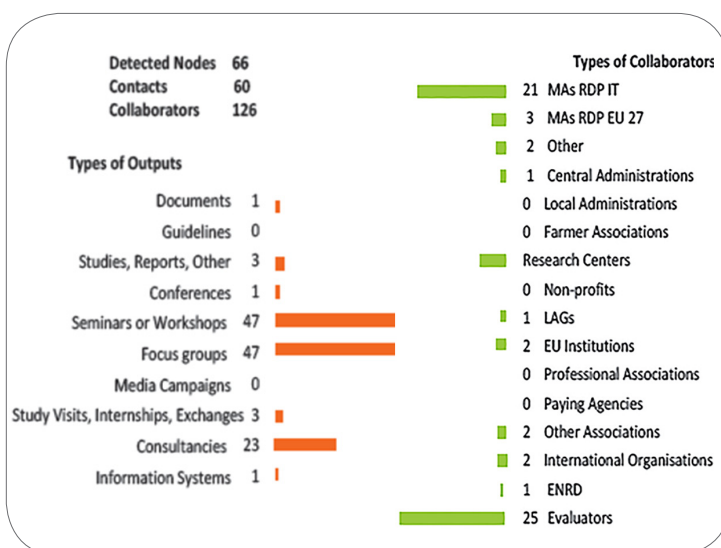 Detected Nodes 66
Contacts 60
Collaborators 126
Types of Outputs
Documents 1
Guidelines 0
Studies, Reports, Other 3
Conferences 1
Seminars or Workshops 47
Focus groups 47
Media Campaigns 0
Study Visits, Internships, Exchanges 3
Consultancies 23
Information Systems 1
Types of Collaborators
21 MAs RDP IT
3 MAs RDP EU 27
2 Other
1 Central Administrations
0 Local Administrations
0 Farmer Associations
Research Centers
0 Non-profits
1 LAGs
2 EU Institutions
0 Professional Associations
0 Paying Agencies
2 Other Associations
2 International Organisations
1 ENRD
25 Evaluators